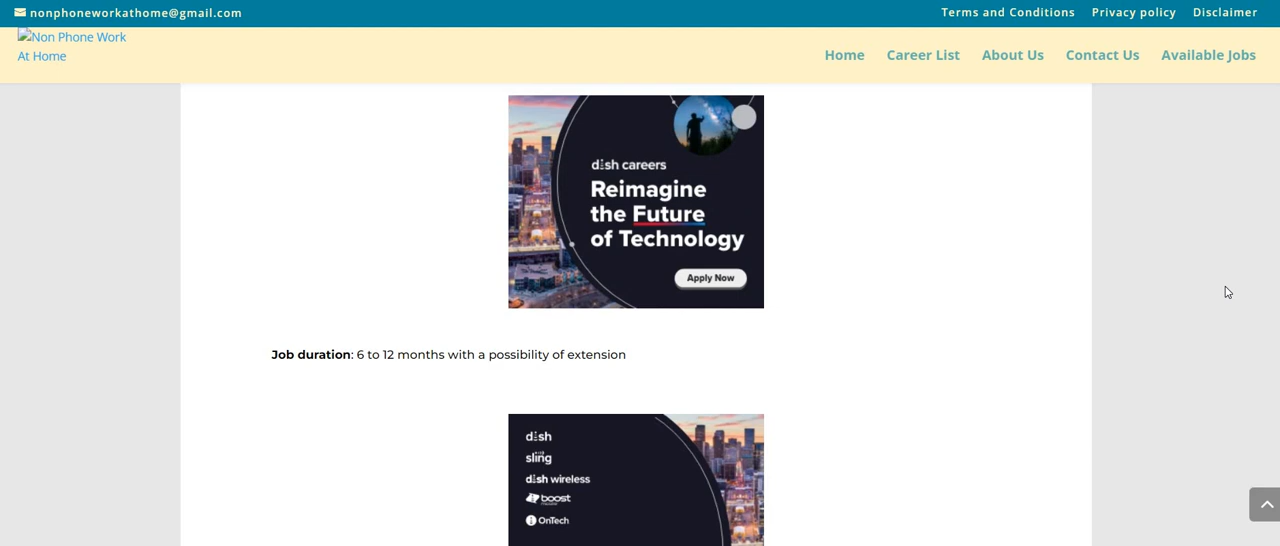 nonphoneworkathome@gmail.com
Terms and Conditions Privacy policy Disclaimer
Non Phone Work
At Home
Home Career List About Us Contact Us Available Jobs
dish careers
Reimagine
the Future
of Technology
Apply Now
Job duration: 6 to 12 months with a possibility of extension
dish
sling
dish wireless
boost
OnTech